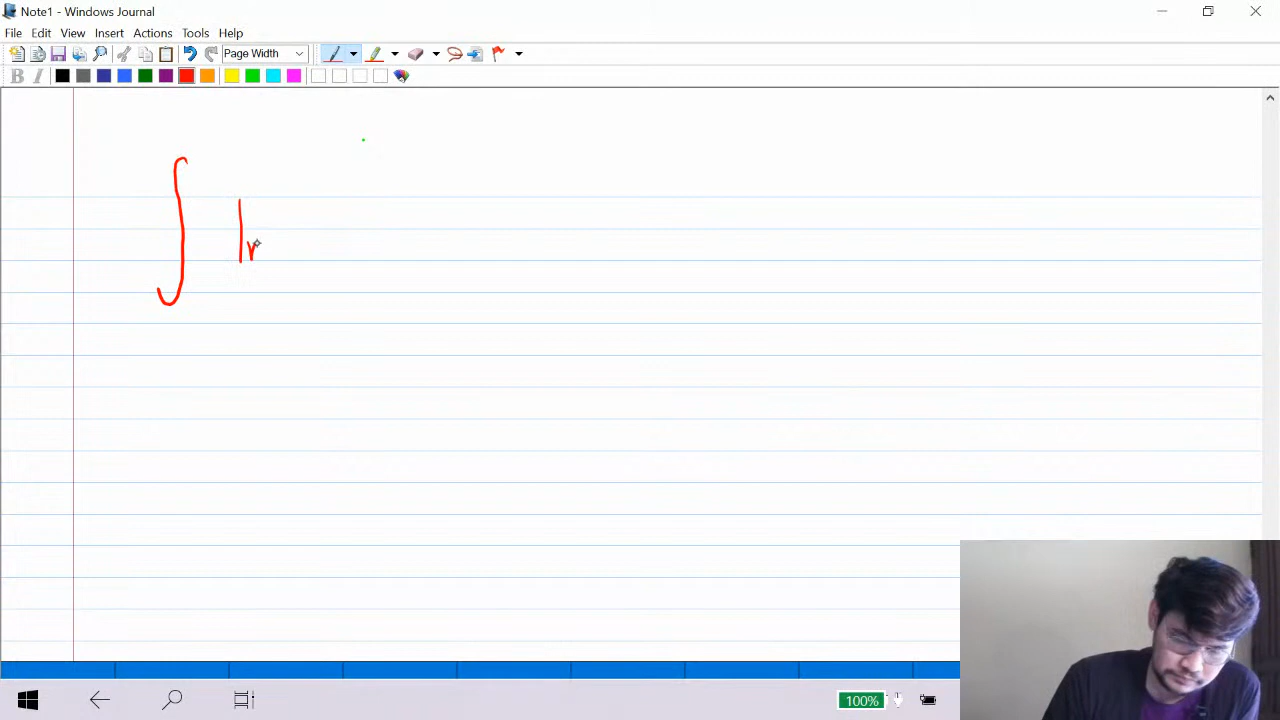 Note1 - Windows Journal
File Edit View Insert Actions Tools Help
Page Width
B I
∫ l
100%